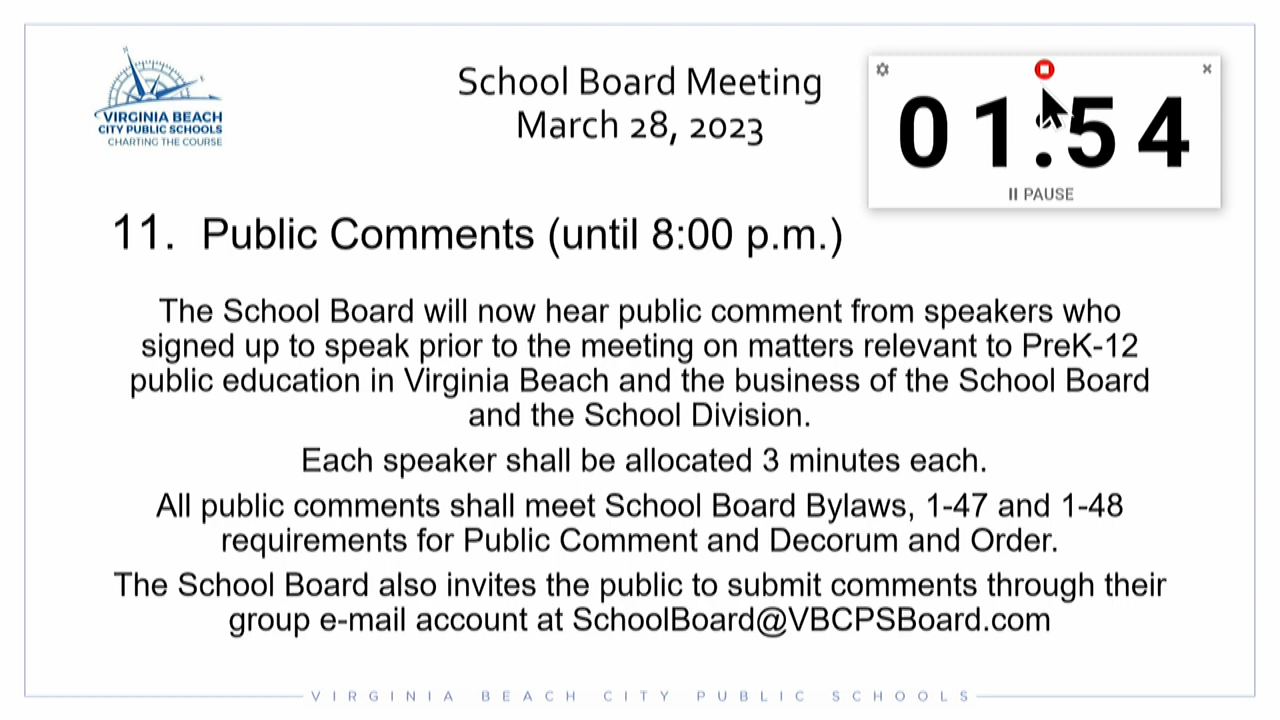 VIRGINIA BEACH
CITY PUBLIC SCHOOLS
CHARTING THE COURSE
School Board Meeting
March 28, 2023
01:54
PAUSE
11. Public Comments (until 8:00 p.m.)
The School Board will now hear public comment from speakers who
signed up to speak prior to the meeting on matters relevant to PreK-12
public education in Virginia Beach and the business of the School Board
and the School Division.
Each speaker shall be allocated 3 minutes each.
All public comments shall meet School Board Bylaws, 1-47 and 1-48
requirements for Public Comment and Decorum and Order.
The School Board also invites the public to submit comments through their
group e-mail account at SchoolBoard@VBCPSBoard.com
VIRGINIA BEACH CITY PUBLIC SCHOOLS